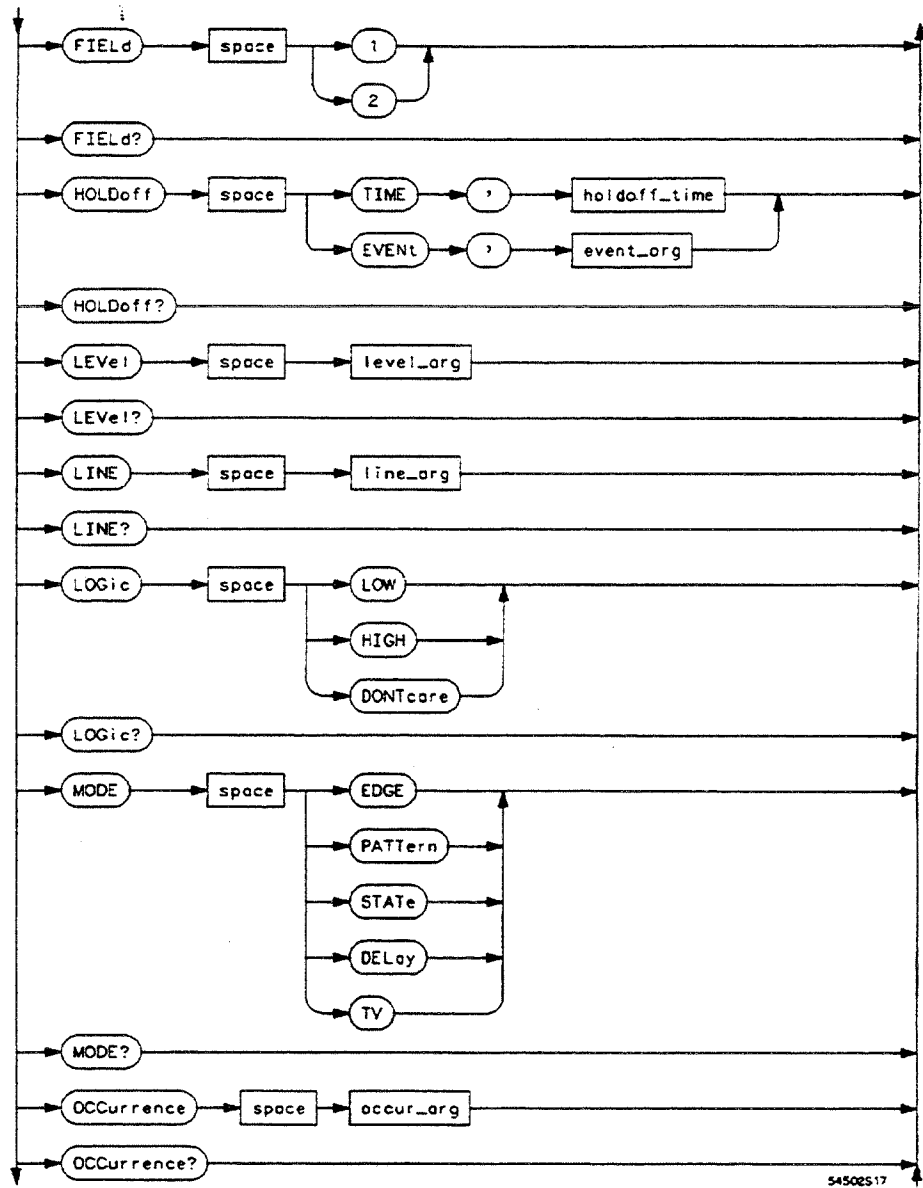 FIELd space 1
2
FIELd?
HOLDoff space TIME , holdoff_time
EVENt , event_arg
HOLDoff?
LEVel space level_arg
LEVel?
LINE space line_arg
LINE?
LOGic space LOW
HIGH
DONTcare
LOGic?
MODE space EDGE
PATTern
STATe
DELay
TV
MODE?
OCCurrence space occur_arg
OCCurrence?
54502S17